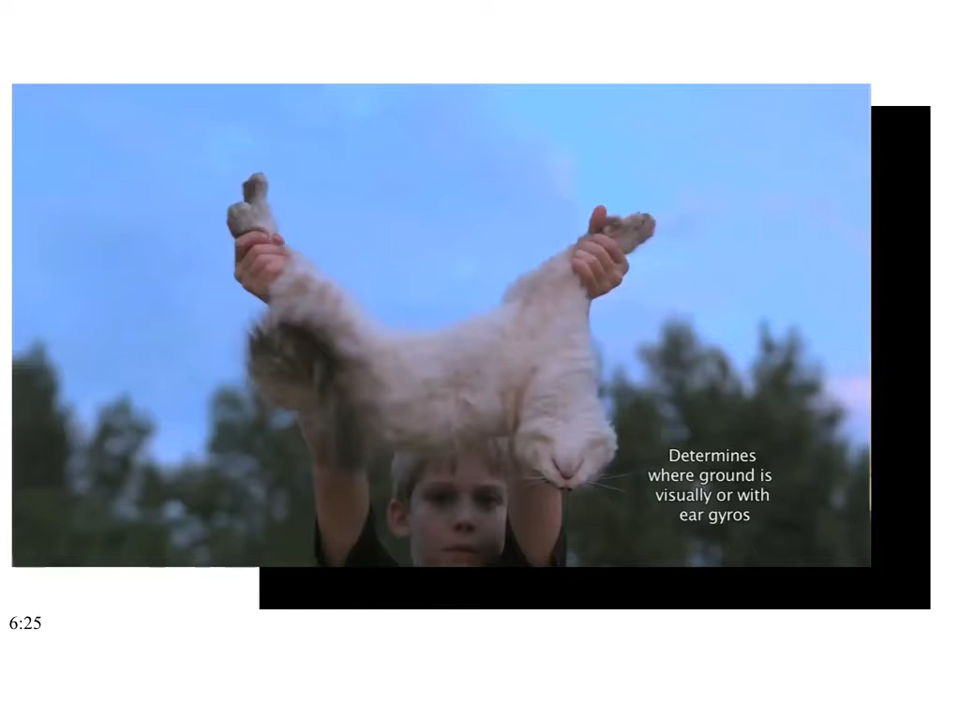 Determines
where ground is
visually or with
ear gyros
6:25